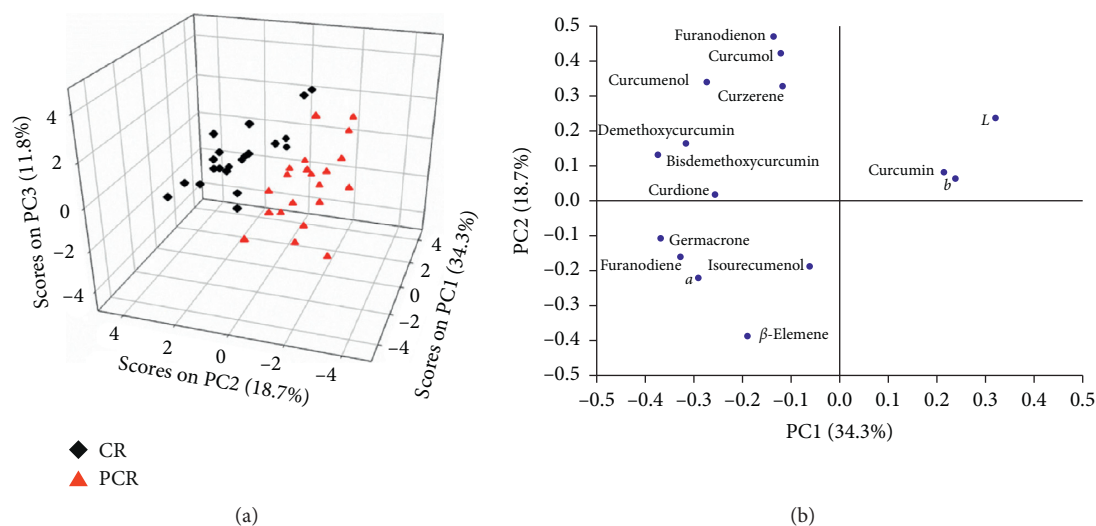 4
2
0
−2
−4
Scores on PC3 (11.8%)
4
2
0
−2
−4
Scores on PC2 (18.7%)
4
2
0
−2
−4
Scores on PC1 (34.3%)
CR
PCR
(a)
0.5
0.4
0.3
0.2
0.1
0.0
−0.1
−0.2
−0.3
−0.4
−0.5
PC2 (18.7%)
Furanodienon
Curcumol
Curcumenol
Curzerene
L
Demethoxycurcumin
Bisdemethoxycurcumin
Curcumin
b
Curdione
Germacrone
Furanodiene
Isourecumenol
a
β-Elemene
−0.5 −0.4 −0.3 −0.2 −0.1 0.0 0.1 0.2 0.3 0.4 0.5
PC1 (34.3%)
(b)